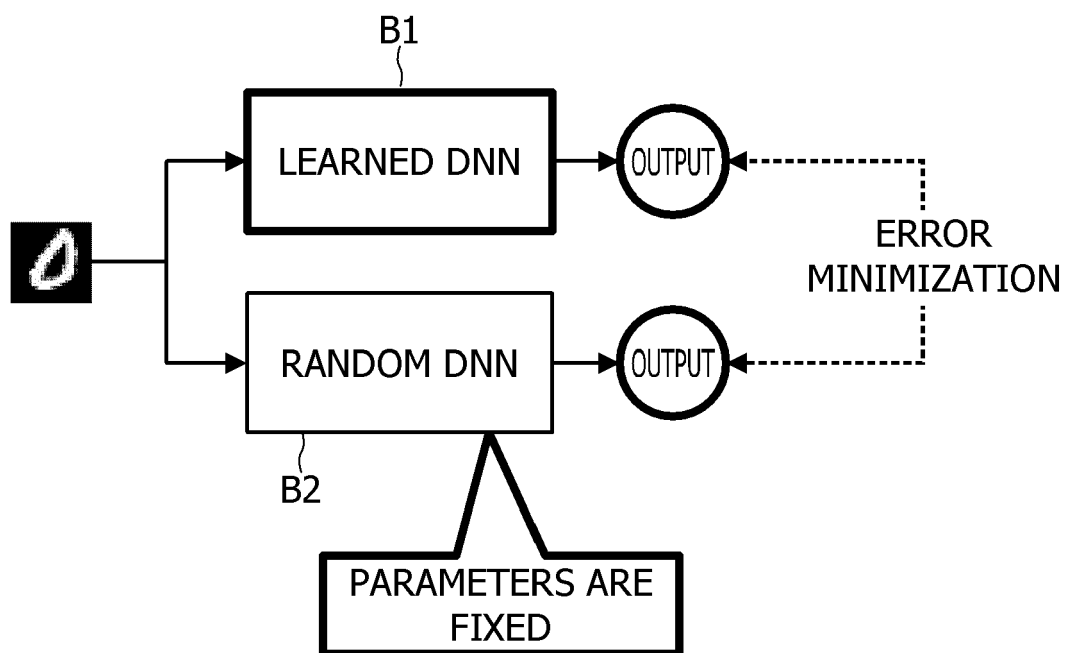 B1
LEARNED DNN
OUTPUT
ERROR
MINIMIZATION
RANDOM DNN
OUTPUT
B2
PARAMETERS ARE
FIXED